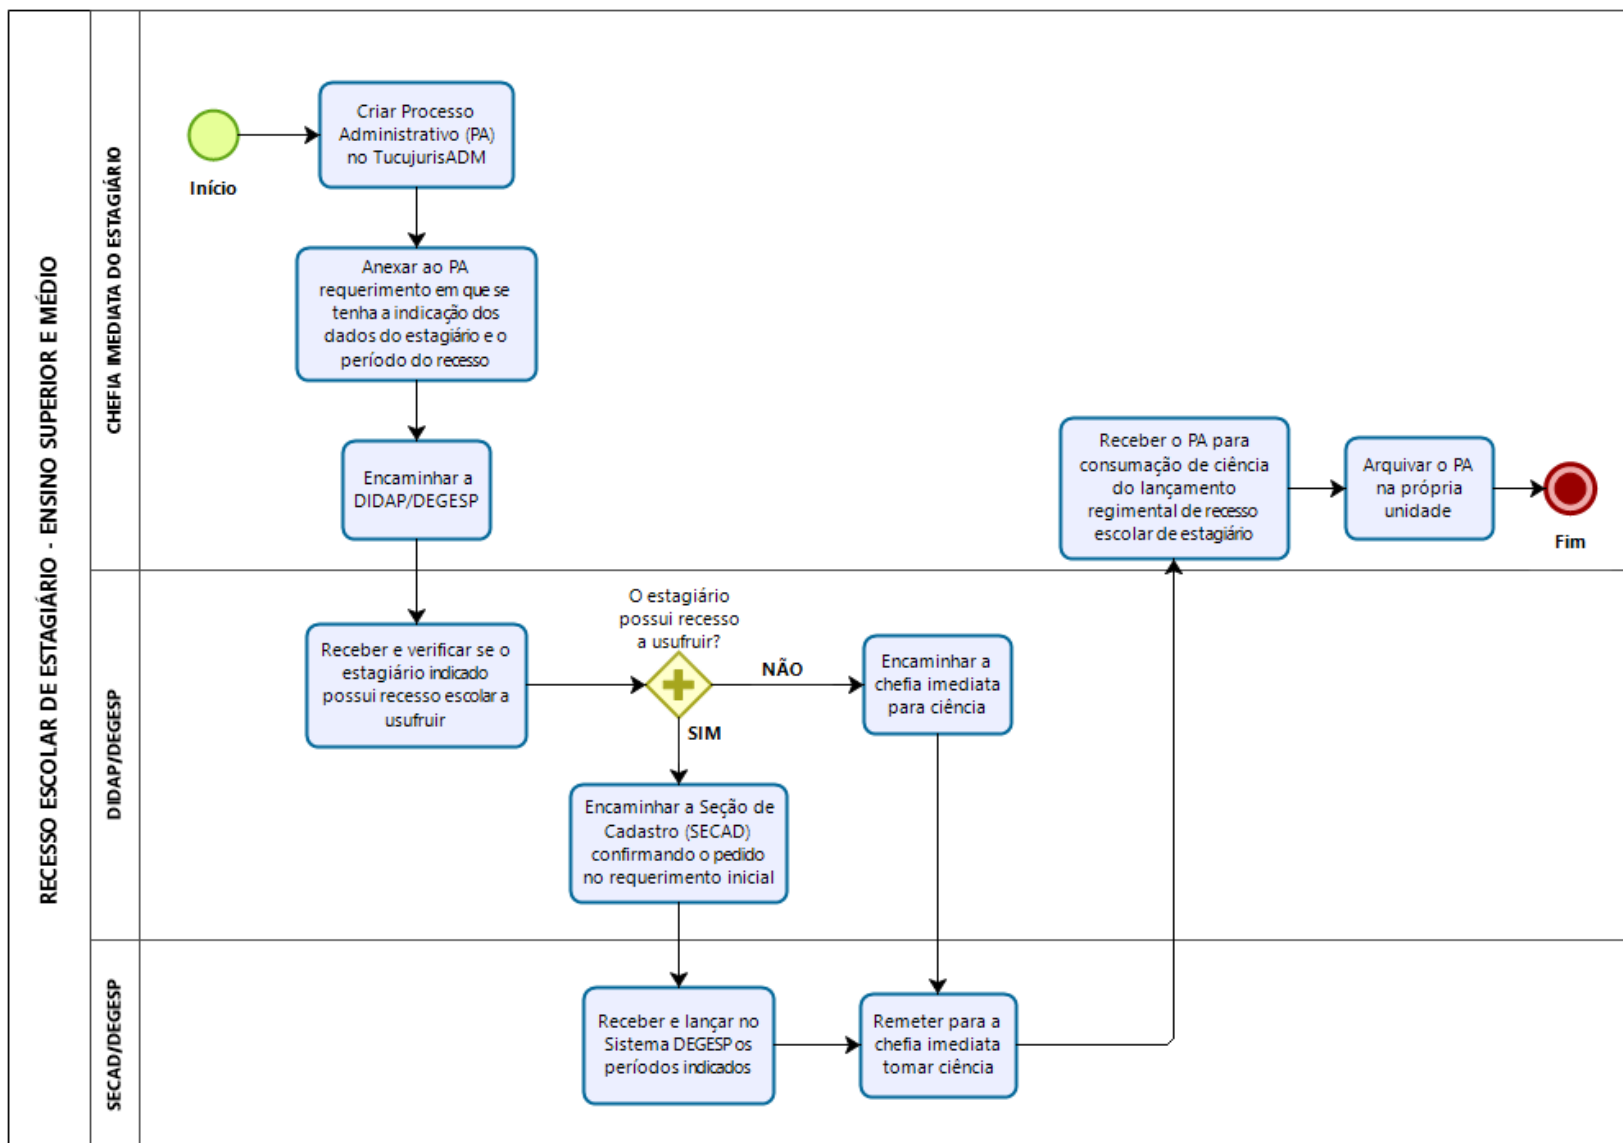 RECESSO ESCOLAR DE ESTAGIÁRIO - ENSINO SUPERIOR E MÉDIO
CHEFIA IMEDIATA DO ESTAGIÁRIO
Início
Criar Processo
Administrativo (PA)
no TucujurisADM
Anexar ao PA
requerimento em que se
tenha a indicação dos
dados do estagiário e o
período do recesso
Encaminhar a
DIDAP/DEGESP
Receber o PA para
consumação de ciência
do lançamento
regimental de recesso
escolar de estagiário
Arquivar o PA
na própria
unidade
Fim
DIDAP/DEGESP
Receber e verificar se o
estagiário indicado
possui recesso escolar a
usufruir
O estagiário
possui recesso
a usufruir?
NÃO
SIM
Encaminhar a
chefia imediata
para ciência
Encaminhar a Seção de
Cadastro (SECAD)
confirmando o pedido
no requerimento inicial
SECAD/DEGESP
Receber e lançar no
Sistema DEGESP os
períodos indicados
Remeter para a
chefia imediata
tomar ciência